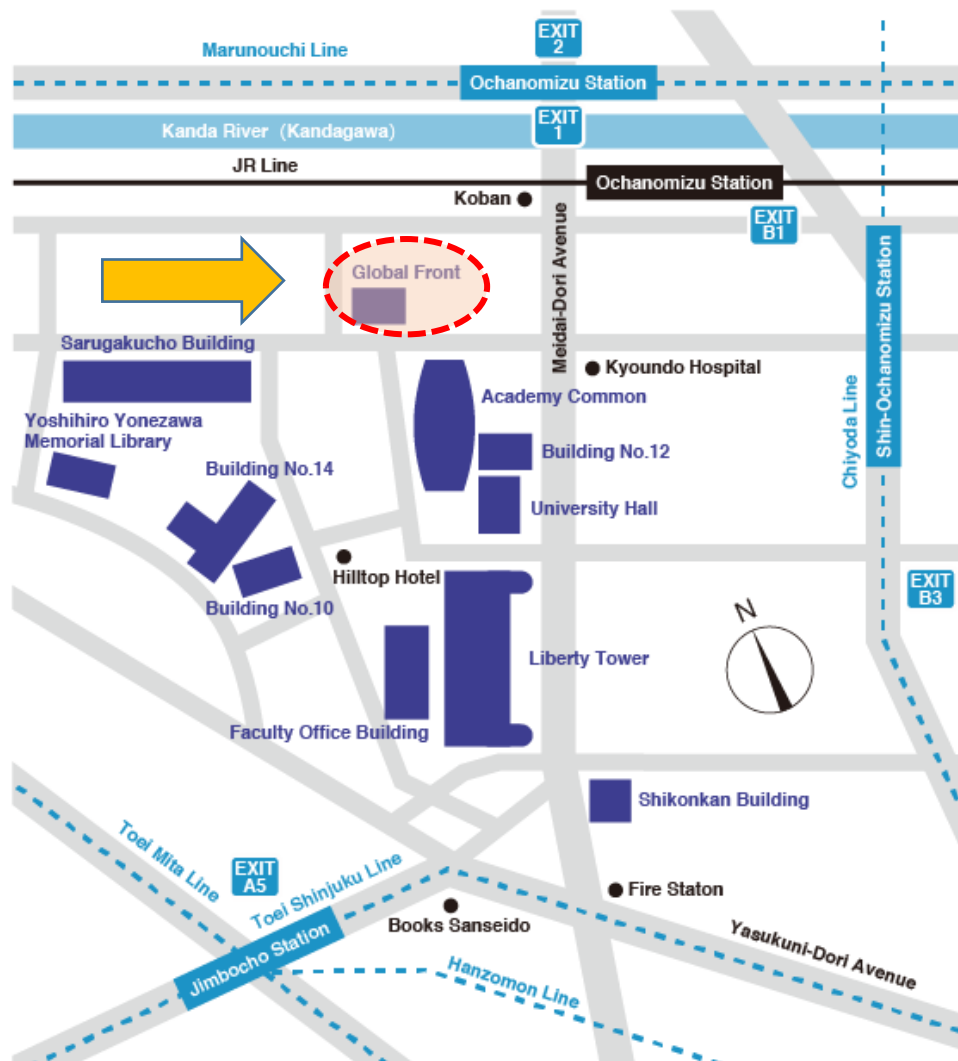 EXIT
2
Marunouchi Line
Ochanomizu Station
EXIT
1
Kanda River (Kandagawa)
JR Line
Ochanomizu Station
Koban
EXIT
B1
Meidai-Dori Avenue
Global Front
Shin-Ochanomizu Station
Chiyoda Line
Sarugakucho Building
Kyoundo Hospital
Academy Common
Yoshihiro Yonezawa
Memorial Library
Building No.12
Building No.14
University Hall
Hilltop Hotel
EXIT
B3
Building No.10
N
Liberty Tower
Faculty Office Building
Shikonkan Building
Toei Mita Line
EXIT
A5
Toei Shinjuku Line
Fire Staton
Books Sanseido
Yasukuni-Dori Avenue
Jimbocho Station
Hanzomon Line